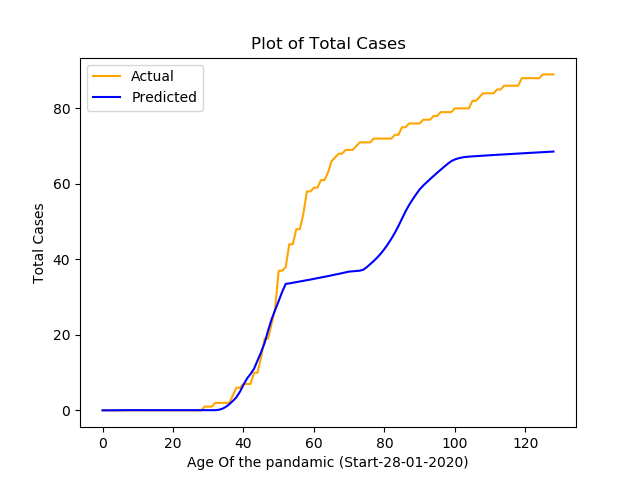 Plot of Total Cases
Actual
Predicted
Total Cases
80
60
40
20
0
0 20 40 60 80 100 120
Age Of the pandamic (Start-28-01-2020)